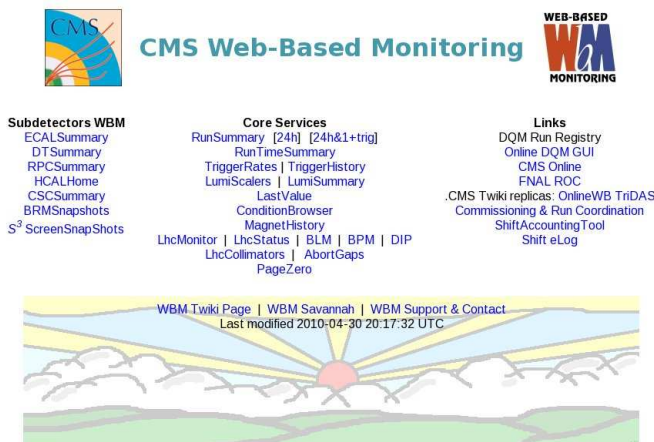 CMS
CMS Web-Based Monitoring
WEB-BASED
WbM
MONITORING
Subdetectors WBM
ECALSummary
DTSummary
RPCSummary
HCALHome
CSCSummary
BRMSnapshots
S³ ScreenSnapShots
Core Services
RunSummary [24h] [24h&1+trig]
RunTimeSummary
TriggerRates | TriggerHistory
LumiScalers | LumiSummary
LastValue
ConditionBrowser
MagnetHistory
LhcMonitor | LhcStatus | BLM | BPM | DIP
LhcCollimators | AbortGaps
PageZero
Links
DQM Run Registry
Online DQM GUI
CMS Online
FNAL ROC
.CMS Twiki replicas: OnlineWB TriDAS
Commissioning & Run Coordination
ShiftAccountingTool
Shift eLog
WBM Twiki Page | WBM Savannah | WBM Support & Contact
Last modified 2010-04-30 20:17:32 UTC